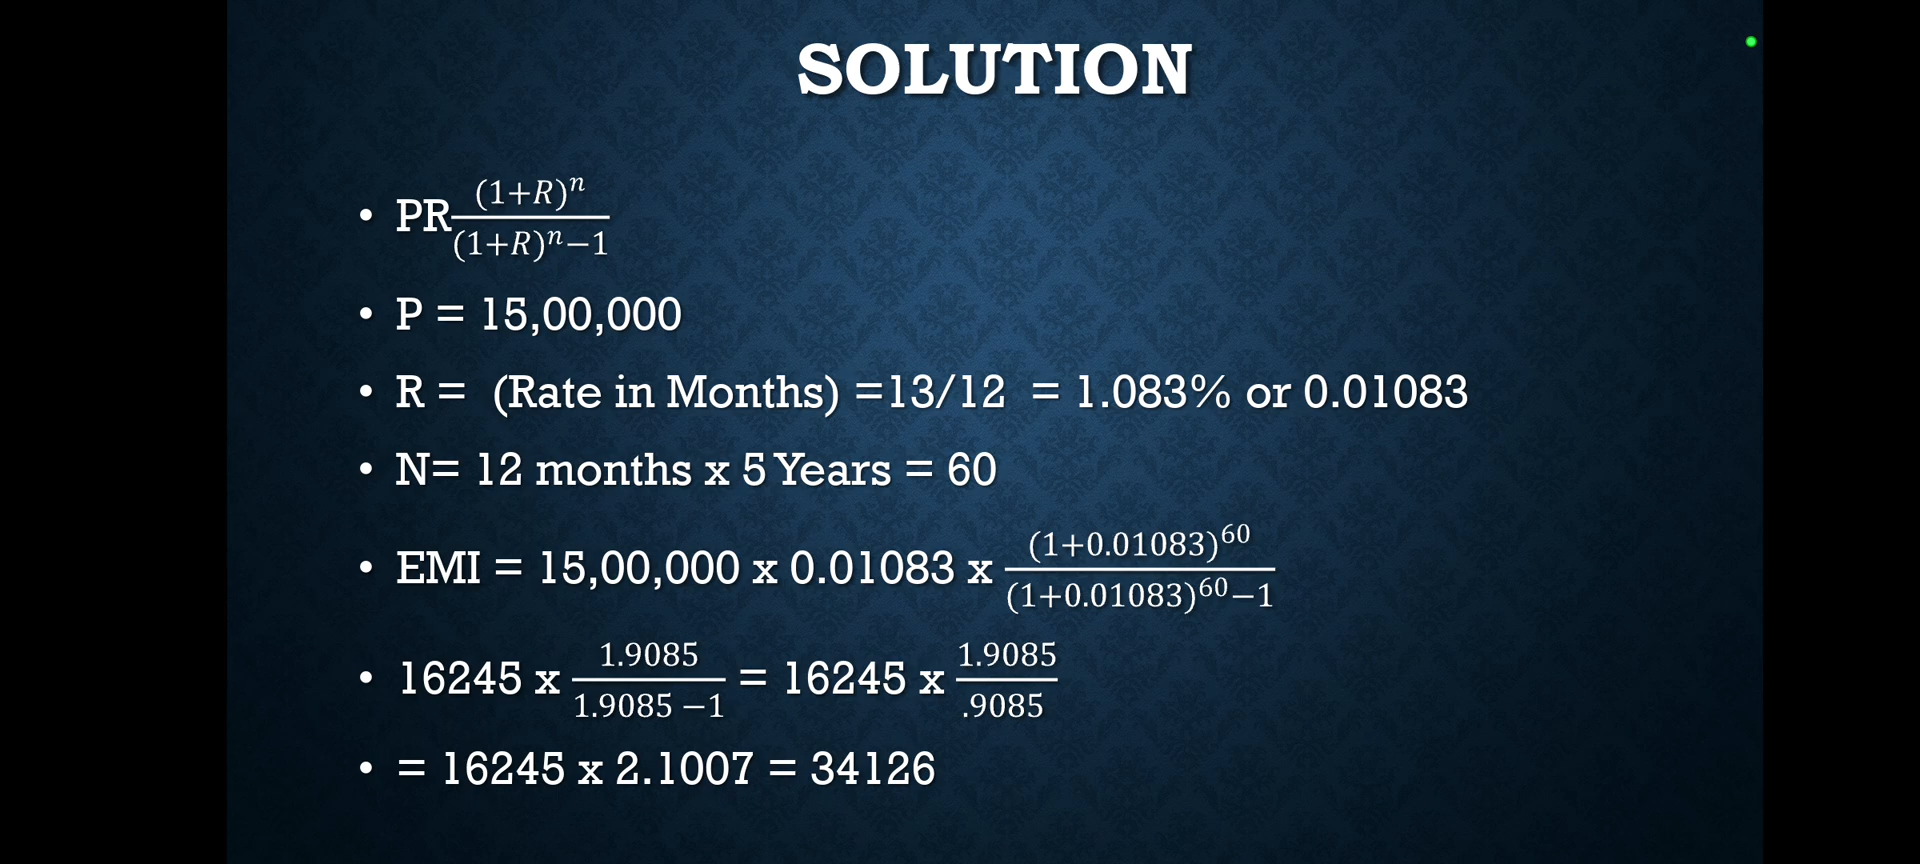 SOLUTION
• PR(1+R)^n/((1+R)^n−1)
• P = 15,00,000
• R = (Rate in Months) =13/12 = 1.083% or 0.01083
• N= 12 months x 5 Years = 60
• EMI = 15,00,000 x 0.01083 x (1+0.01083)^60/((1+0.01083)^60−1)
• 16245 x 1.9085/(1.9085 −1) = 16245 x 1.9085/.9085
• = 16245 x 2.1007 = 34126